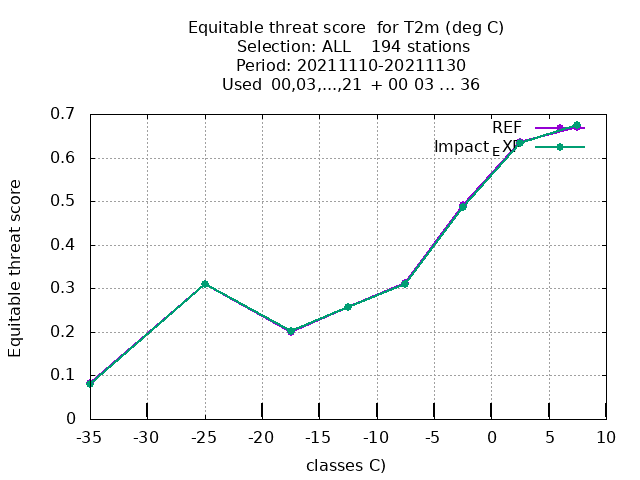 Equitable threat score for T2m (deg C)
Selection: ALL 194 stations
Period: 20211110-20211130
Used 00,03,...,21 + 00 03 ... 36
0.7
0.6
0.5
0.4
0.3
0.2
0.1
0
Equitable threat score
REF
Impact_EXP
-35 -30 -25 -20 -15 -10 -5 0 5 10
classes C)